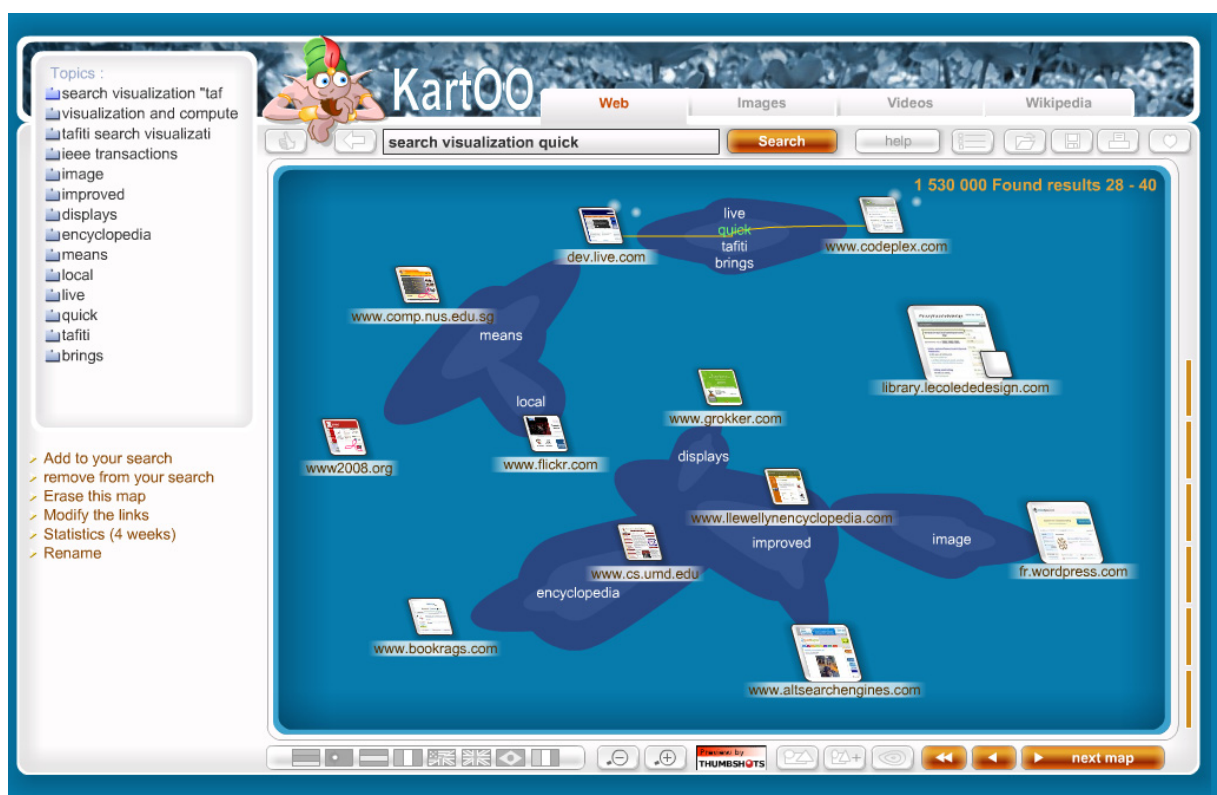 Topics :
search visualization "taf
visualization and compute
tafiti search visualizati
ieee transactions
image
improved
displays
encyclopedia
means
local
live
quick
tafiti
brings
Add to your search
remove from your search
Erase this map
Modify the links
Statistics (4 weeks)
Rename
KartOO
Web Images Videos Wikipedia
search visualization quick Search help
1 530 000 Found results 28 - 40
live
quick
tafiti
brings
dev.live.com
www.codeplex.com
www.comp.nus.edu.sg
means
library.lecolededesign.com
local
www.grokker.com
www2008.org
www.flickr.com
displays
www.llewellynencyclopedia.com
improved
image
www.cs.umd.edu
fr.wordpress.com
encyclopedia
www.bookrags.com
www.altsearchengines.com
THUMBSHOTS
next map